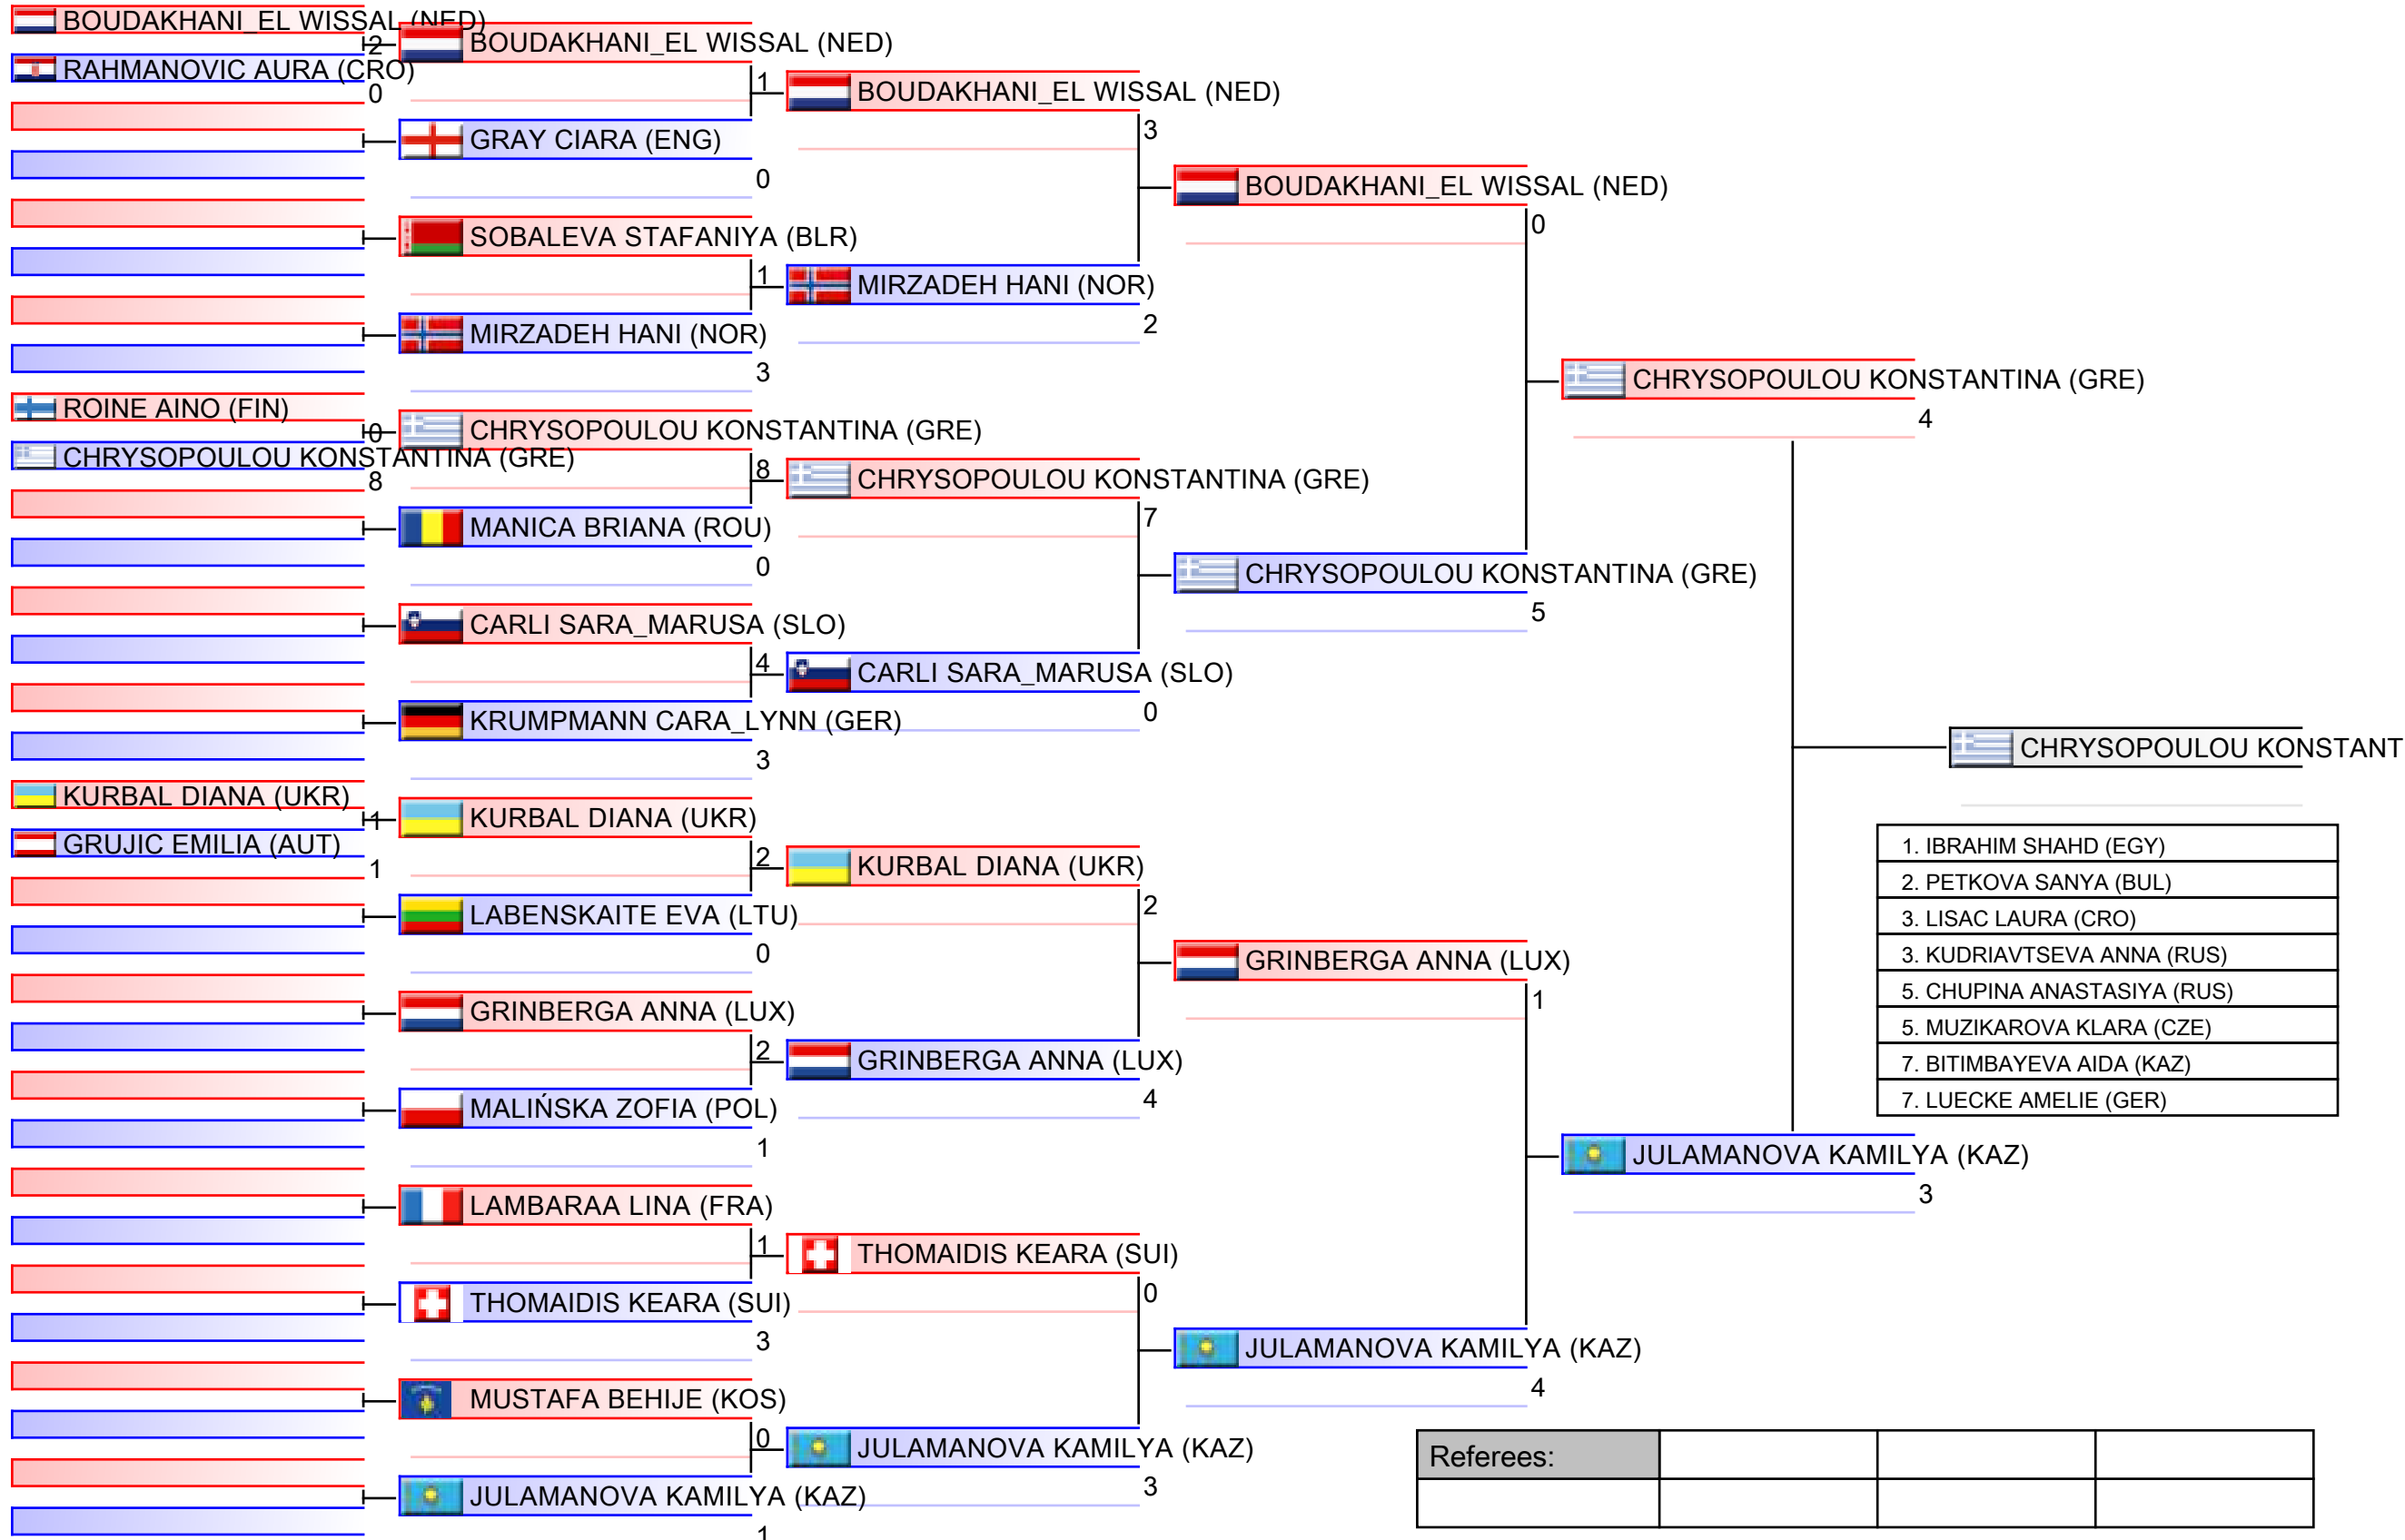 BOUDAKHANI_EL WISSAL (NED)
2
RAHMANOVIC AURA (CRO)
0
ROINE AINO (FIN)
0
CHRYSOPOULOU KONSTANTINA (GRE)
8
KURBAL DIANA (UKR)
1
GRUJIC EMILIA (AUT)
1
BOUDAKHANI_EL WISSAL (NED)
1
GRAY CIARA (ENG)
0
SOBALEVA STAFANIYA (BLR)
1
MIRZADEH HANI (NOR)
3
CHRYSOPOULOU KONSTANTINA (GRE)
8
MANICA BRIANA (ROU)
0
CARLI SARA_MARUSA (SLO)
4
KRUMPMANN CARA_LYNN (GER)
3
KURBAL DIANA (UKR)
2
LABENSKAITE EVA (LTU)
0
GRINBERGA ANNA (LUX)
2
MALIŃSKA ZOFIA (POL)
1
LAMBARAA LINA (FRA)
1
THOMAIDIS KEARA (SUI)
3
MUSTAFA BEHIJE (KOS)
0
JULAMANOVA KAMILYA (KAZ)
1
BOUDAKHANI_EL WISSAL (NED)
3
MIRZADEH HANI (NOR)
2
CHRYSOPOULOU KONSTANTINA (GRE)
7
CARLI SARA_MARUSA (SLO)
0
KURBAL DIANA (UKR)
2
GRINBERGA ANNA (LUX)
4
THOMAIDIS KEARA (SUI)
0
JULAMANOVA KAMILYA (KAZ)
3
BOUDAKHANI_EL WISSAL (NED)
0
CHRYSOPOULOU KONSTANTINA (GRE)
5
GRINBERGA ANNA (LUX)
1
JULAMANOVA KAMILYA (KAZ)
4
CHRYSOPOULOU KONSTANTINA (GRE)
4
JULAMANOVA KAMILYA (KAZ)
3
CHRYSOPOULOU KONSTANT
1. IBRAHIM SHAHD (EGY)
2. PETKOVA SANYA (BUL)
3. LISAC LAURA (CRO)
3. KUDRIAVTSEVA ANNA (RUS)
5. CHUPINA ANASTASIYA (RUS)
5. MUZIKAROVA KLARA (CZE)
7. BITIMBAYEVA AIDA (KAZ)
7. LUECKE AMELIE (GER)
Referees: